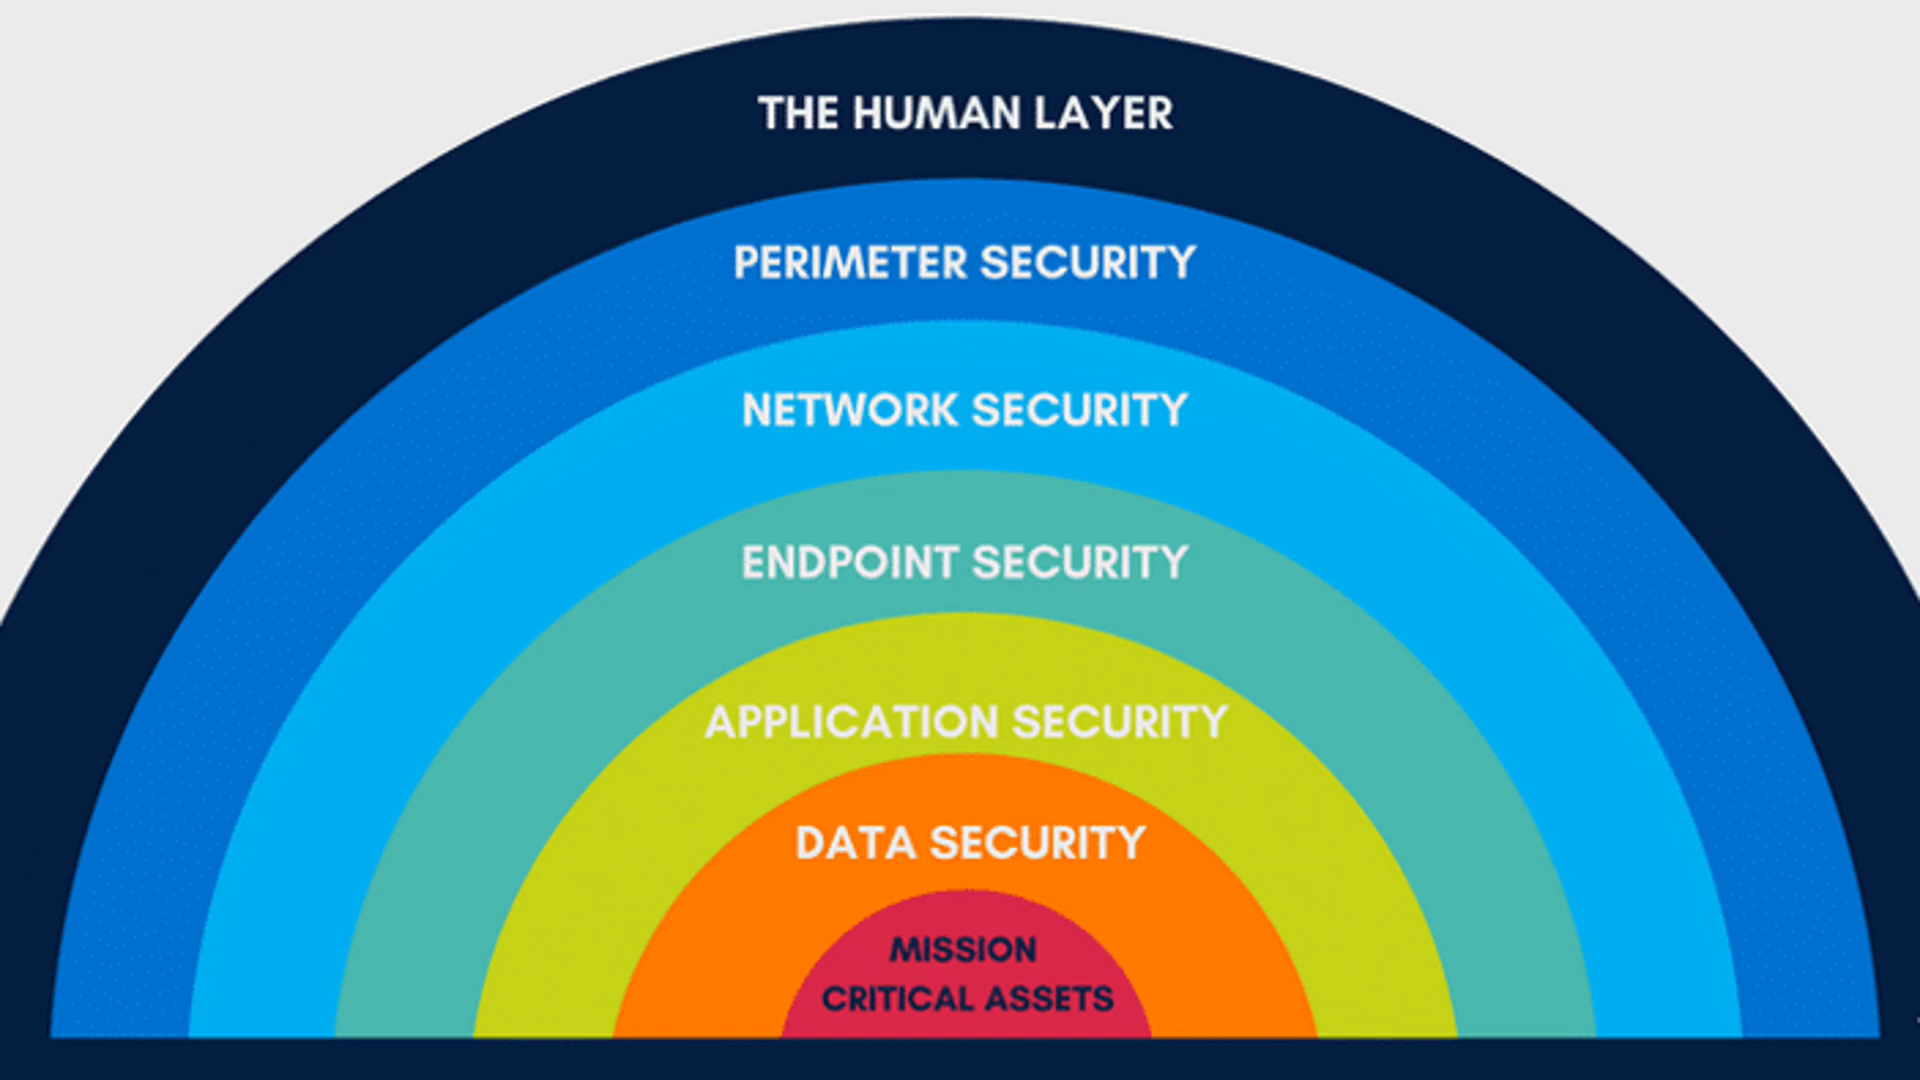 THE HUMAN LAYER
PERIMETER SECURITY
NETWORK SECURITY
ENDPOINT SECURITY
APPLICATION SECURITY
DATA SECURITY
MISSION
CRITICAL ASSETS